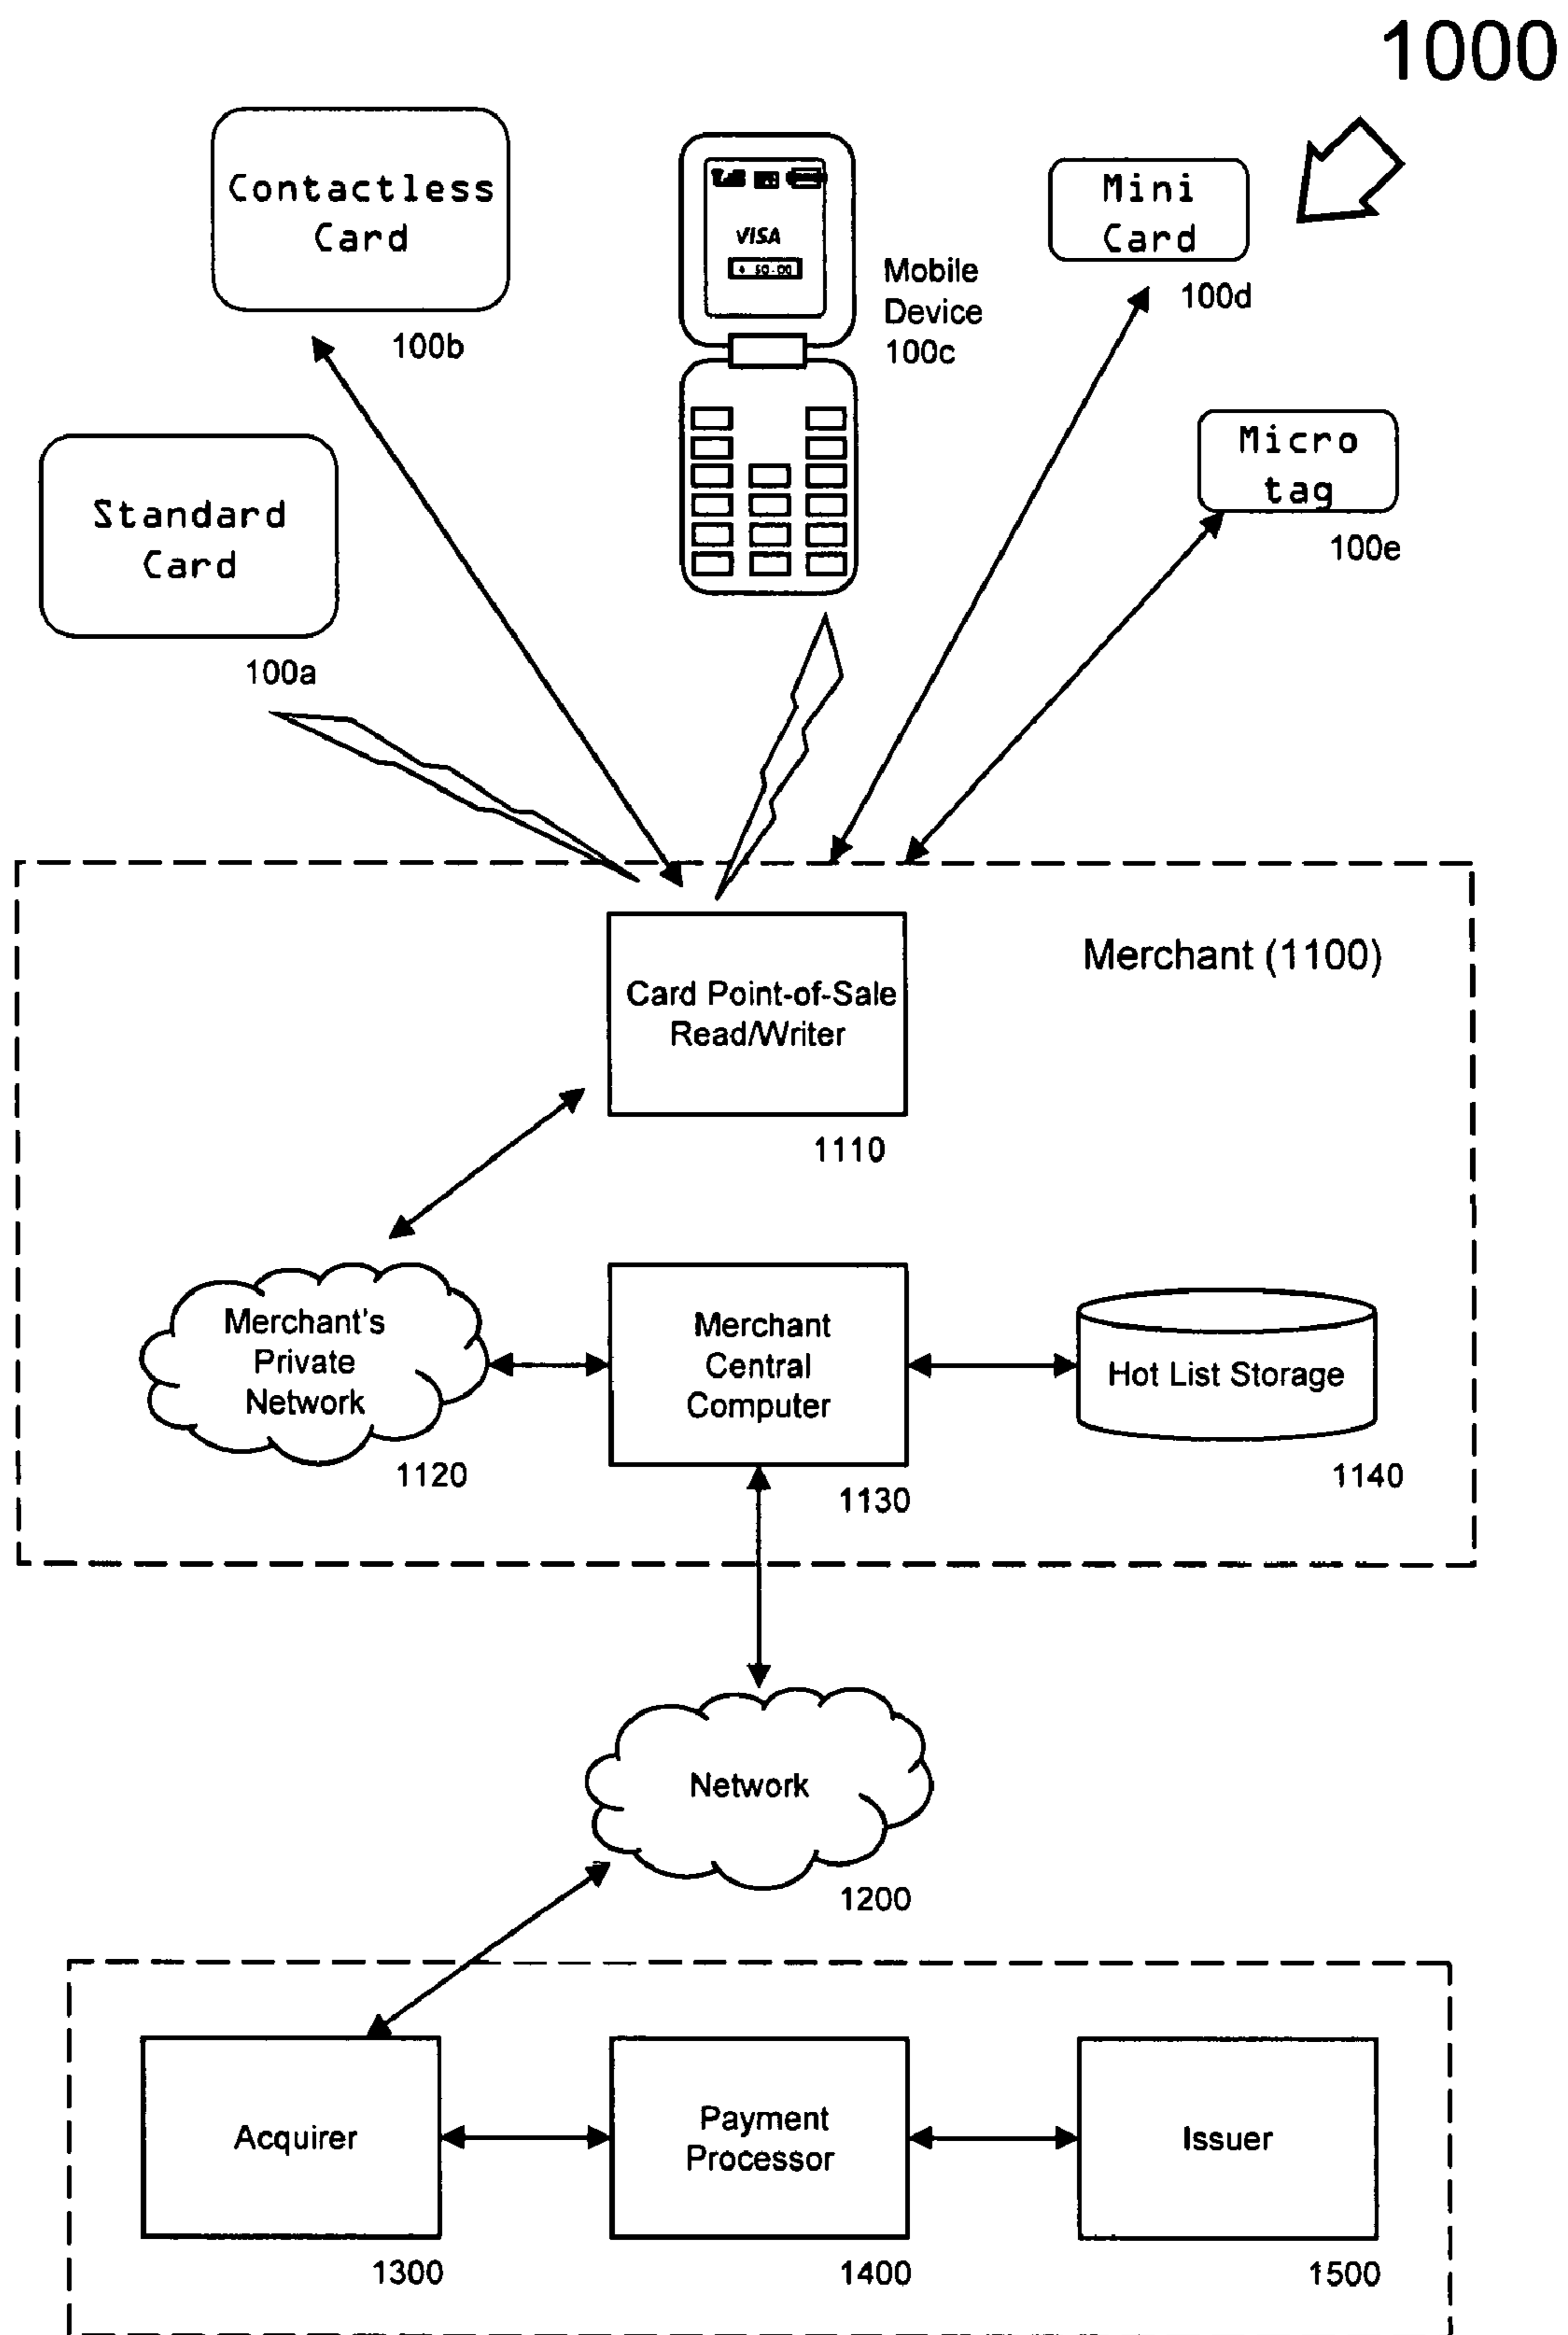 1000
Contactless
Card
100b
VISA
Mobile
Device
100c
Mini
Card
100d
Micro
tag
100e
Standard
Card
100a
Merchant (1100)
Card Point-of-Sale
Read/Writer
1110
Merchant's
Private
Network
1120
Merchant
Central
Computer
1130
Hot List Storage
1140
Network
1200
Acquirer
1300
Payment
Processor
1400
Issuer
1500